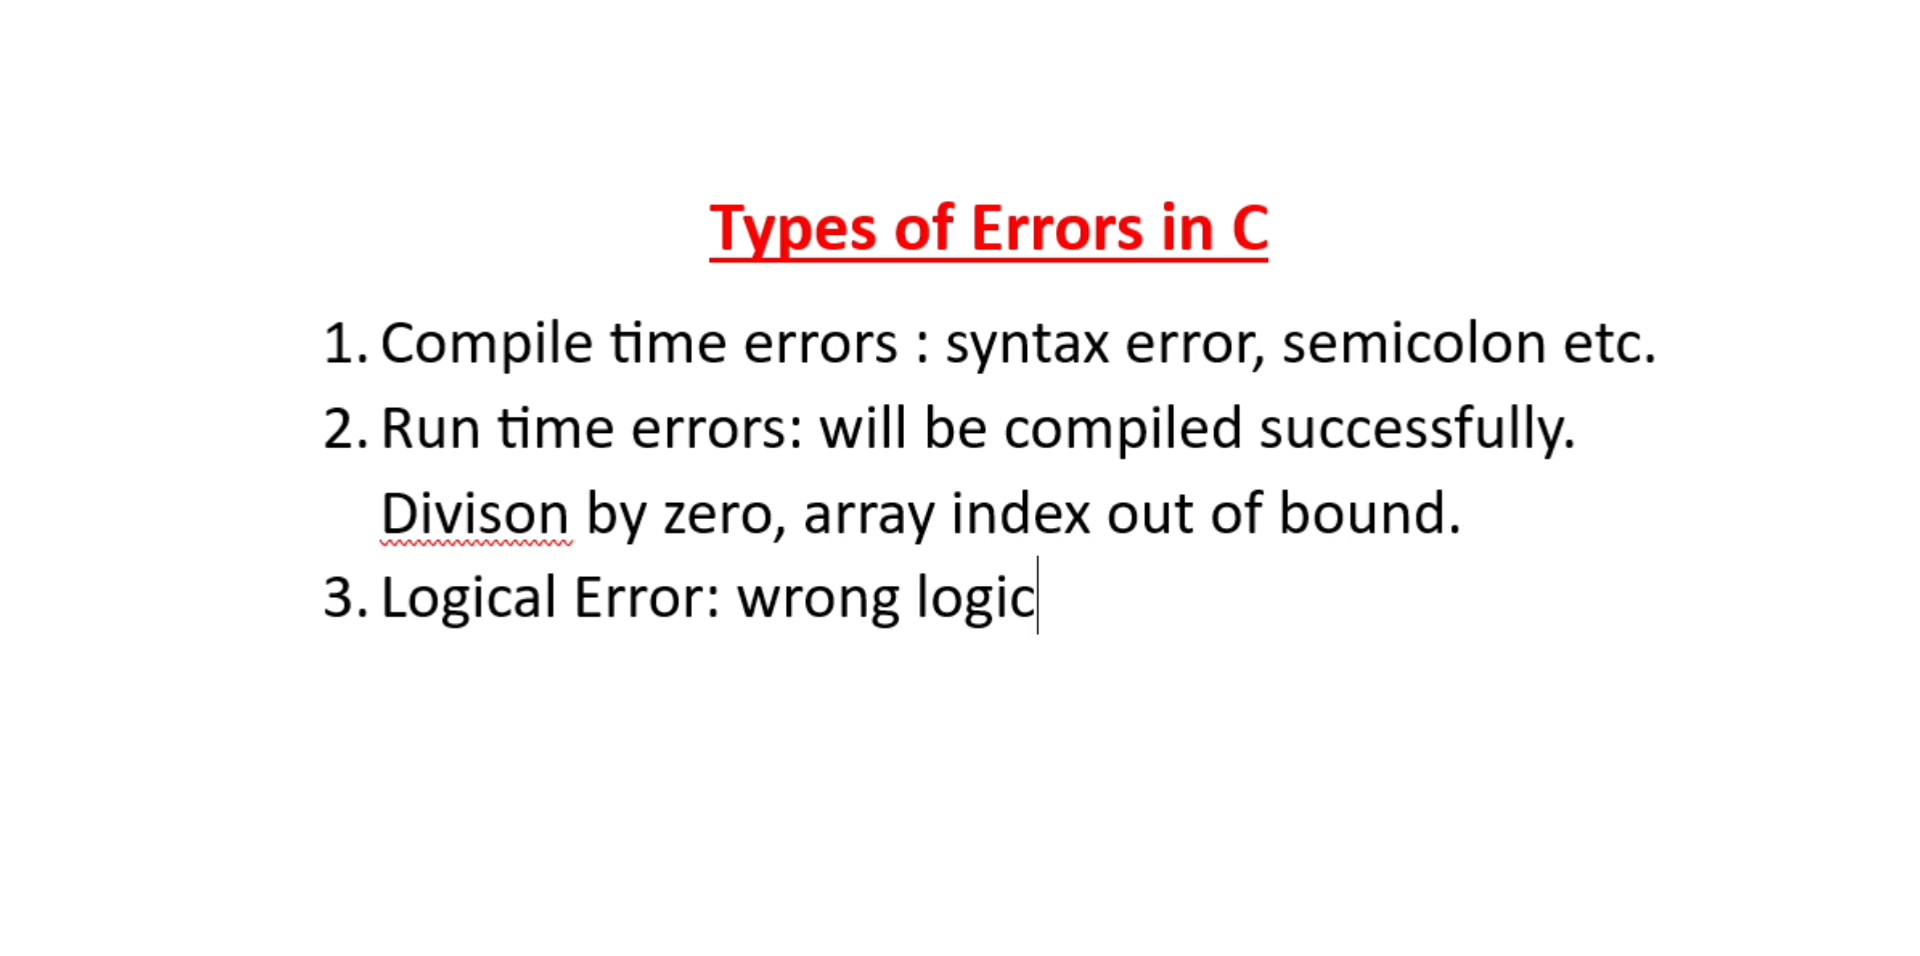 Types of Errors in C
1. Compile time errors : syntax error, semicolon etc.
2. Run time errors: will be compiled successfully.
Divison by zero, array index out of bound.
3. Logical Error: wrong logic